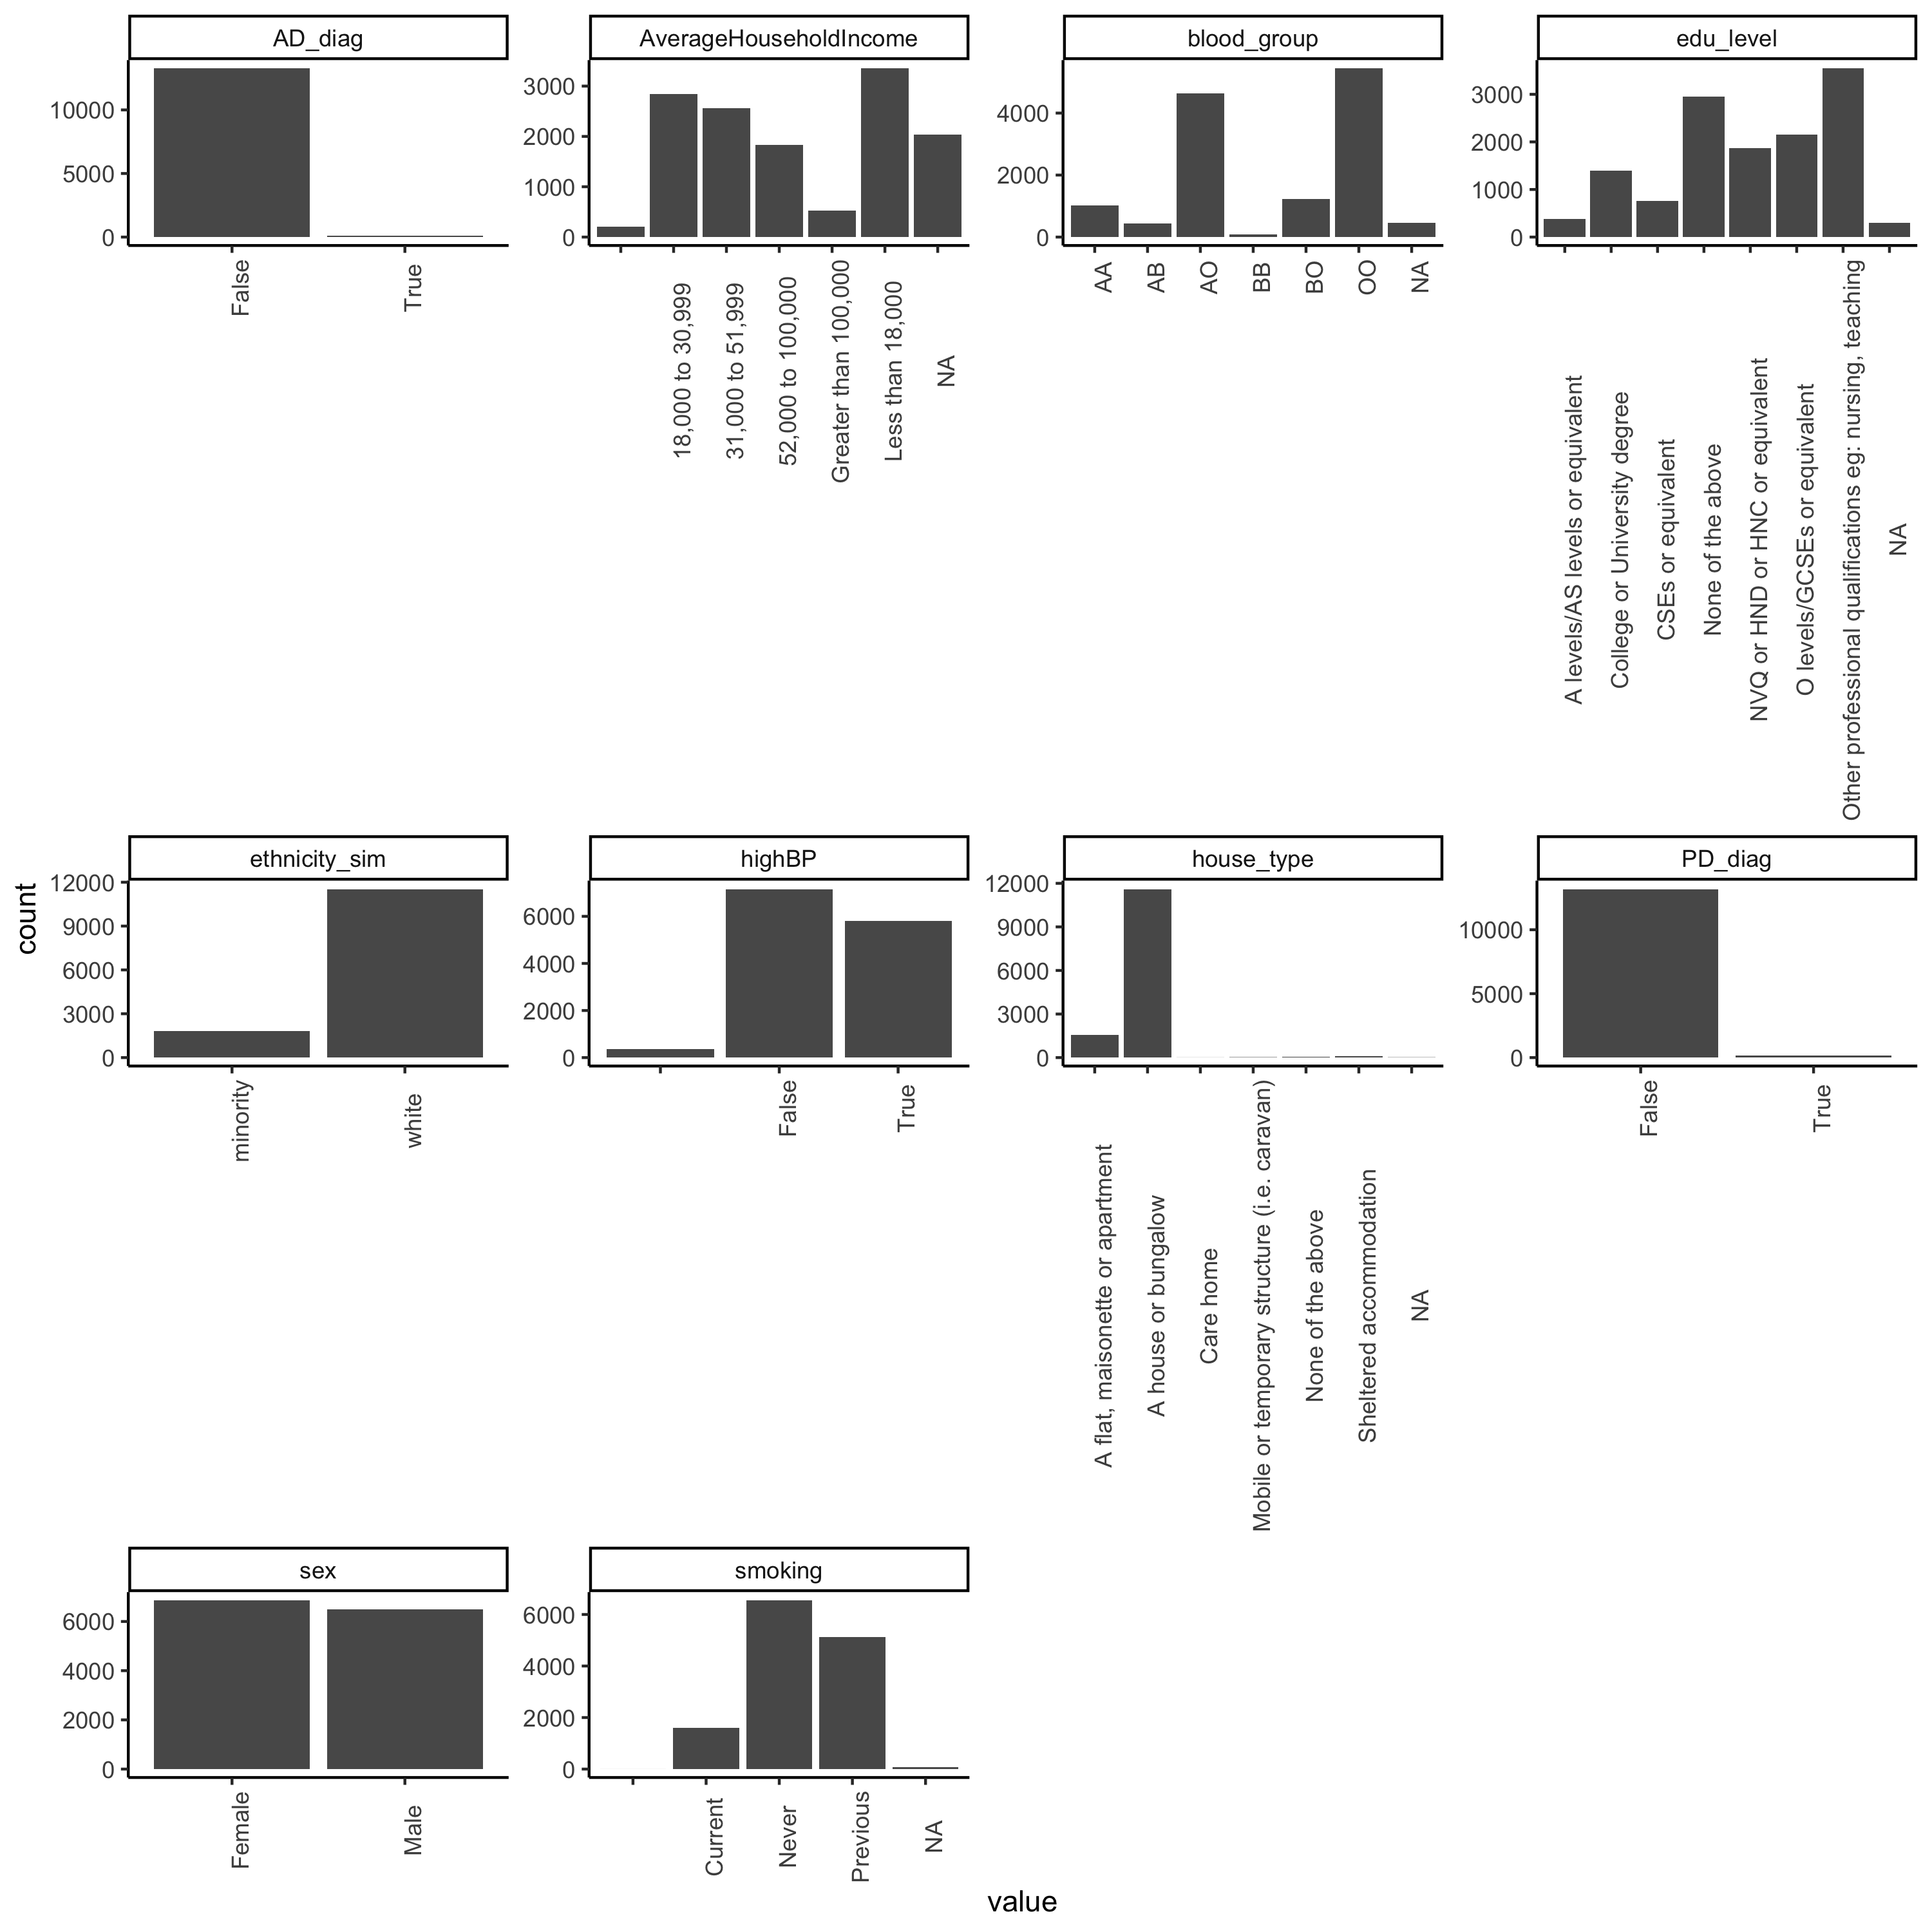 AD_diag
10000
5000
0
False
True
AverageHouseholdIncome
3000
2000
1000
0
18,000 to 30,999
31,000 to 51,999
52,000 to 100,000
Greater than 100,000
Less than 18,000
NA
blood_group
4000
2000
0
AA
AB
AO
BB
BO
OO
NA
edu_level
3000
2000
1000
0
A levels/AS levels or equivalent
College or University degree
CSEs or equivalent
None of the above
NVQ or HND or HNC or equivalent
O levels/GCSEs or equivalent
Other professional qualifications eg: nursing, teaching
NA
count
ethnicity_sim
12000
9000
6000
3000
0
minority
white
highBP
6000
4000
2000
0
False
True
house_type
12000
9000
6000
3000
0
A flat, maisonette or apartment
A house or bungalow
Care home
Mobile or temporary structure (i.e. caravan)
None of the above
Sheltered accommodation
NA
PD_diag
10000
5000
0
False
True
sex
6000
4000
2000
0
Female
Male
smoking
6000
4000
2000
0
Current
Never
Previous
NA
value